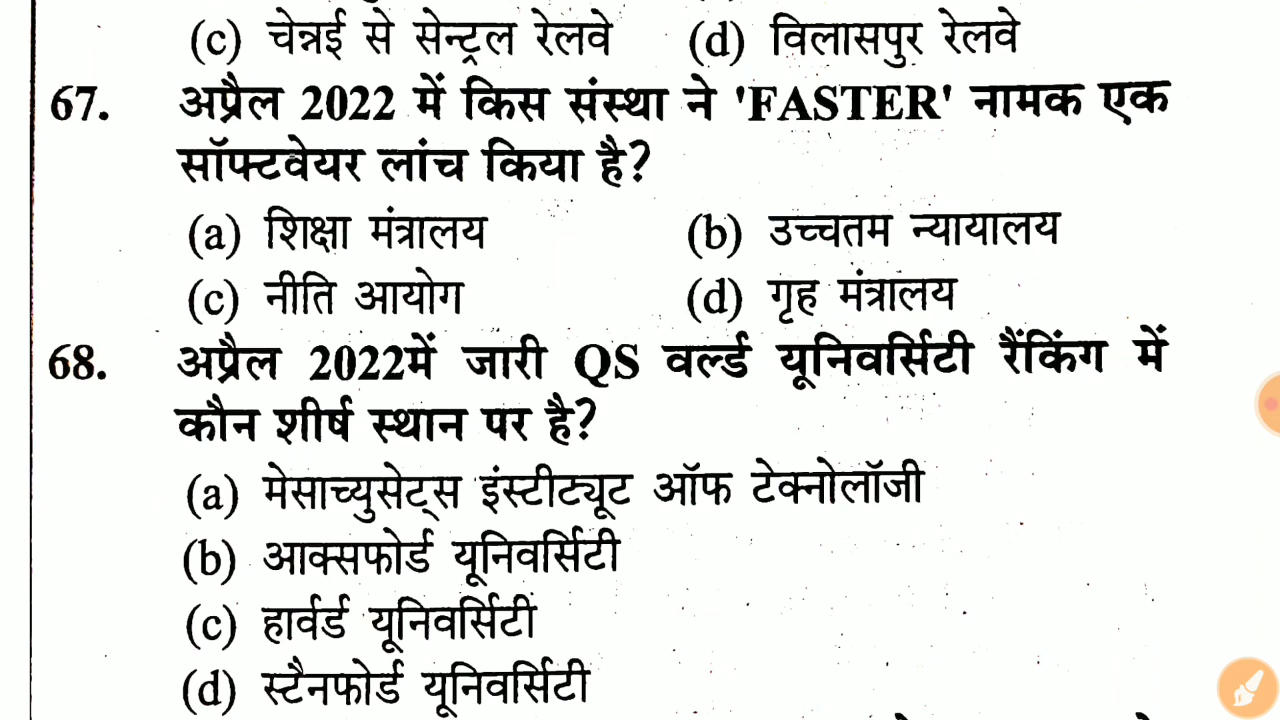 (c) चेन्नई से सेन्ट्रल रेलवे (d) विलासपुर रेलवे
67. अप्रैल 2022 में किस संस्था ने 'FASTER' नामक एक
सॉफ्टवेयर लांच किया है?
(a) शिक्षा मंत्रालय (b) उच्चतम न्यायालय
(c) नीति आयोग (d) गृह मंत्रालय
68. अप्रैल 2022में जारी QS वर्ल्ड यूनिवर्सिटी रैंकिंग में
कौन शीर्ष स्थान पर है?
(a) मेसाच्युसेट्स इंस्टीट्यूट ऑफ टेक्नोलॉजी
(b) आक्सफोर्ड यूनिवर्सिटी
(c) हार्वर्ड यूनिवर्सिटी
(d) स्टैनफोर्ड यूनिवर्सिटी